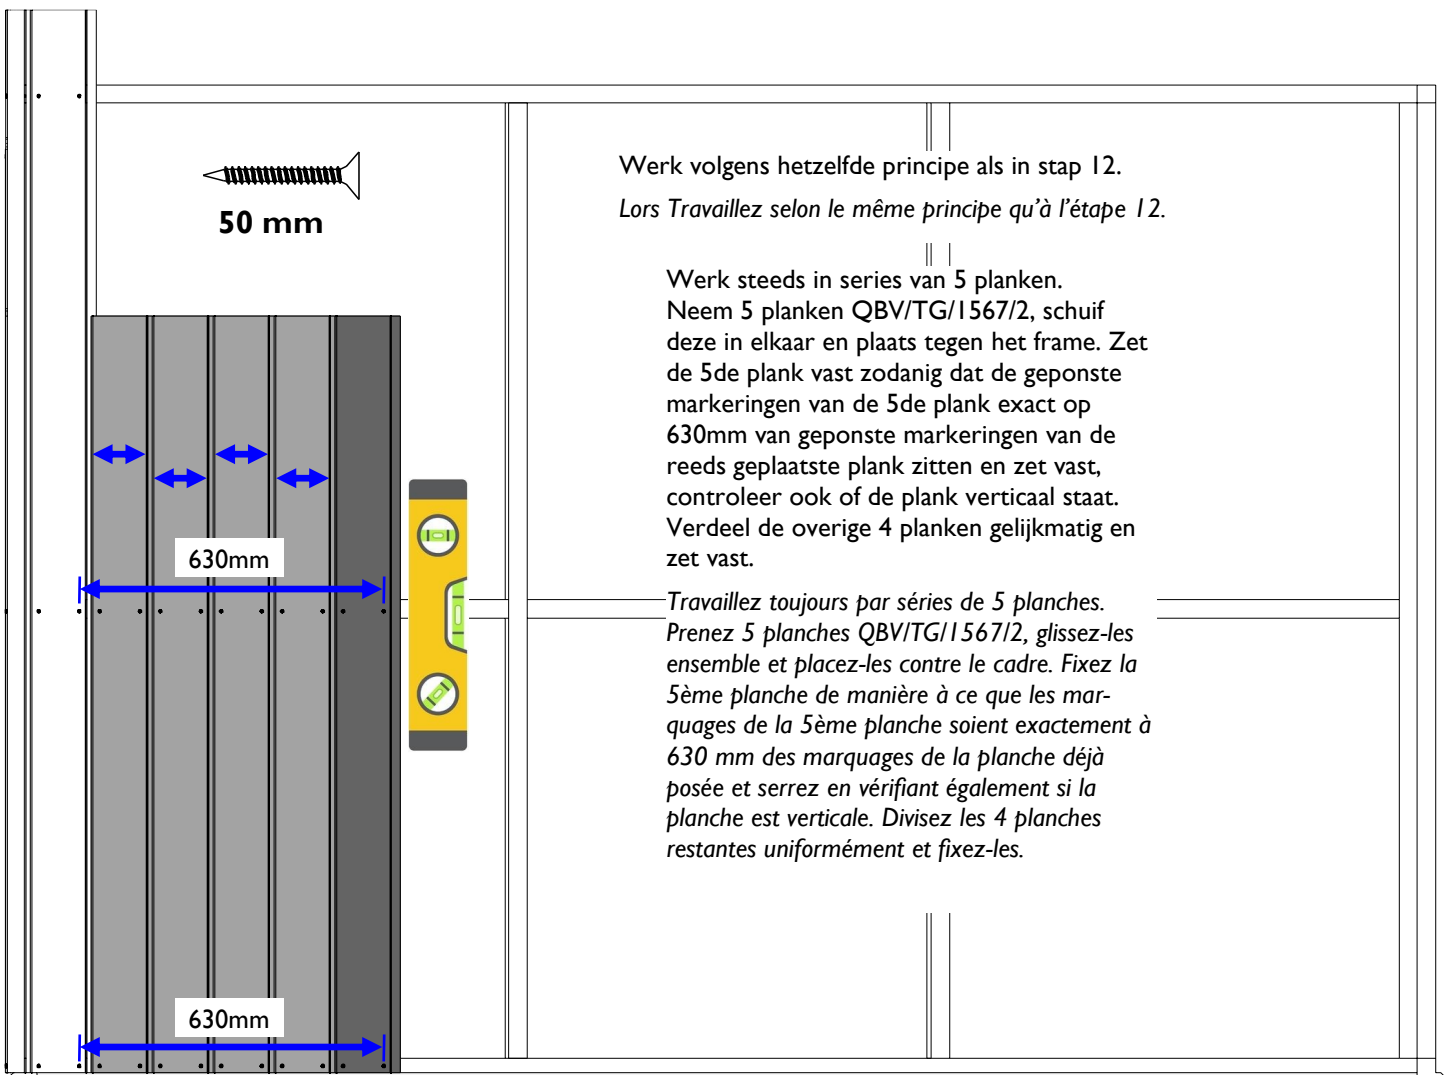 50 mm
Werk volgens hetzelfde principe als in stap 12.
Lors Travaillez selon le même principe qu'à l'étape 12.
Werk steeds in series van 5 planken.
Neem 5 planken QBV/TG/1567/2, schuif
deze in elkaar en plaats tegen het frame. Zet
de 5de plank vast zodanig dat de geponste
markeringen van de 5de plank exact op
630mm van geponste markeringen van de
reeds geplaatste plank zitten en zet vast,
controleer ook of de plank verticaal staat.
Verdeel de overige 4 planken gelijkmatig en
zet vast.
Travaillez toujours par séries de 5 planches.
Prenez 5 planches QBV/TG/1567/2, glissez-les
ensemble et placez-les contre le cadre. Fixez la
5ème planche de manière à ce que les mar-
quages de la 5ème planche soient exactement à
630 mm des marquages de la planche déjà
posée et serrez en vérifiant également si la
planche est verticale. Divisez les 4 planches
restantes uniformément et fixez-les.
630mm
630mm